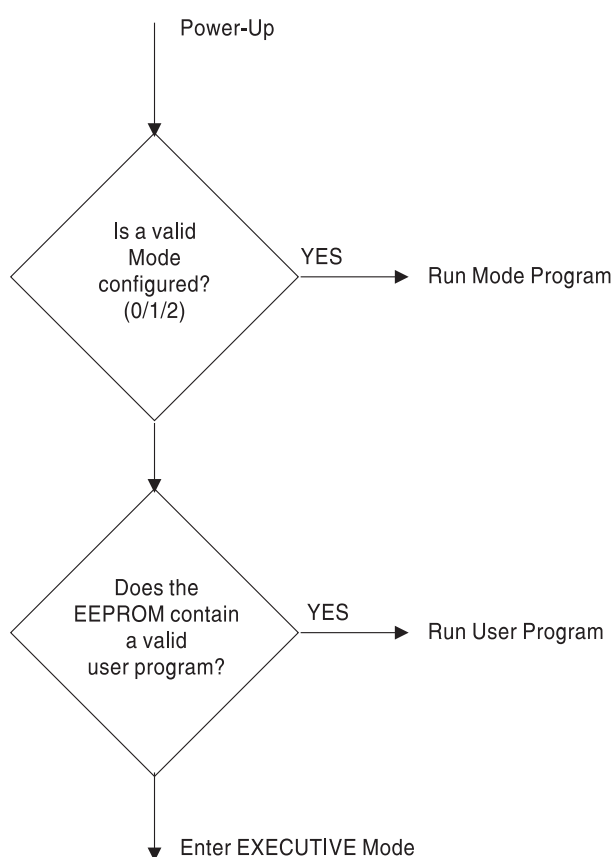 Power-Up
Is a valid
Mode
configured?
(0/1/2)
YES
Run Mode Program
Does the
EEPROM contain
a valid
user program?
YES
Run User Program
Enter EXECUTIVE Mode